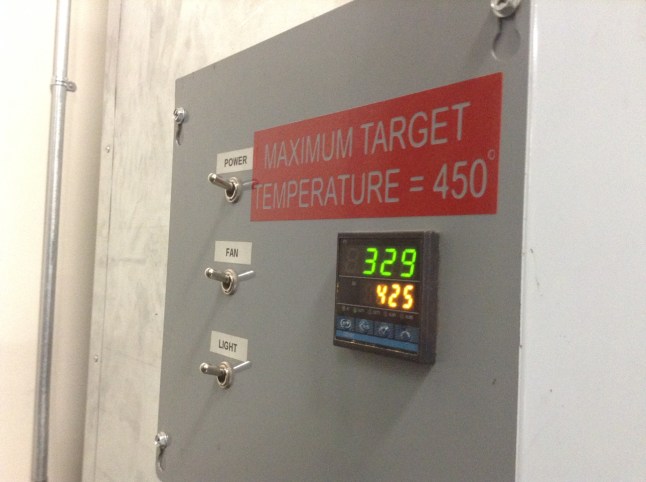 MAXIMUM TARGET
TEMPERATURE = 450°
POWER
FAN
LIGHT
329
425